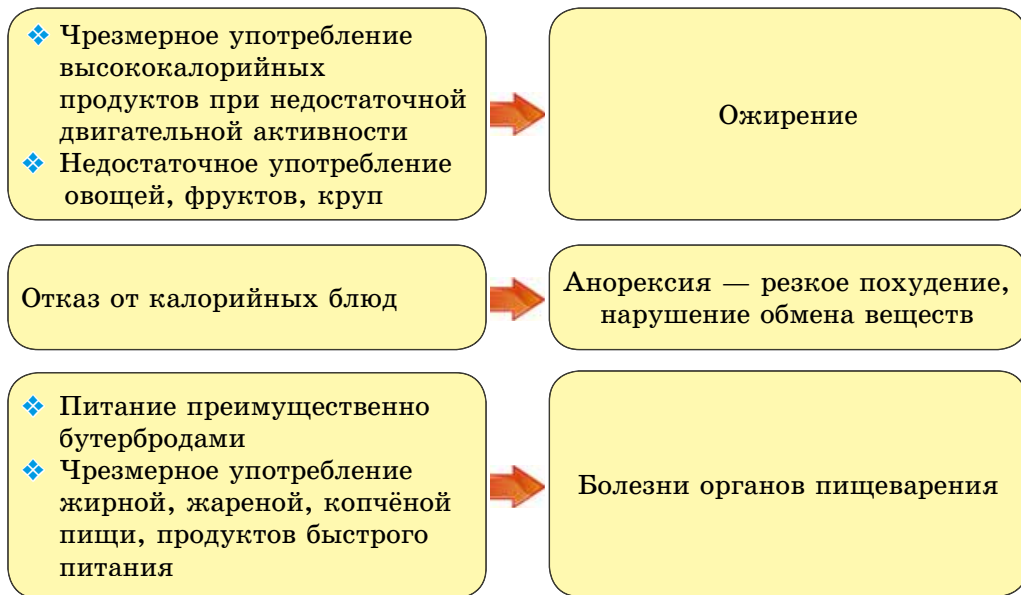 ❖ Чрезмерное употребление
высококалорийных
продуктов при недостаточной
двигательной активности
❖ Недостаточное употребление
овощей, фруктов, круп
Ожирение
Отказ от калорийных блюд
Анорексия — резкое похудение,
нарушение обмена веществ
❖ Питание преимущественно
бутербродами
❖ Чрезмерное употребление
жирной, жареной, копчёной
пищи, продуктов быстрого
питания
Болезни органов пищеварения